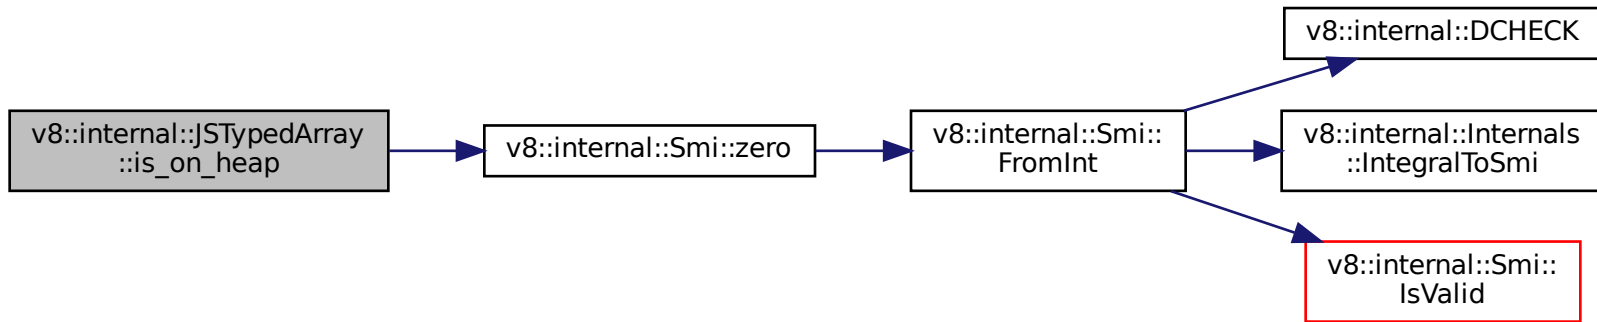 v8::internal::JSTypedArray
::is_on_heap
v8::internal::Smi::zero
v8::internal::Smi::
FromInt
v8::internal::DCHECK
v8::internal::Internals
::IntegralToSmi
v8::internal::Smi::
IsValid